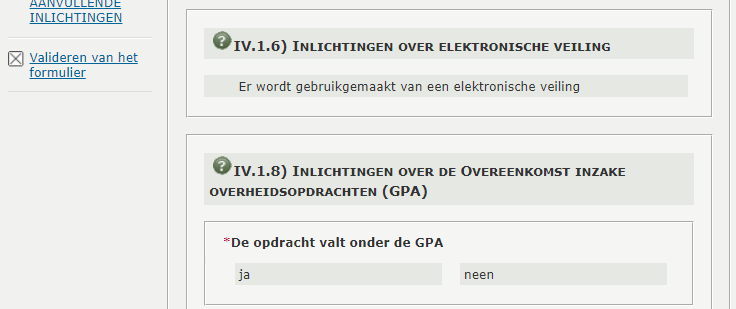 AANVULLENDE
INLICHTINGEN
Valideren van het
formulier
IV.1.6) Inlichtingen over elektronische veiling
Er wordt gebruikgemaakt van een elektronische veiling
IV.1.8) Inlichtingen over de Overeenkomst inzake
overheidsopdrachten (GPA)
*De opdracht valt onder de GPA
ja
neen